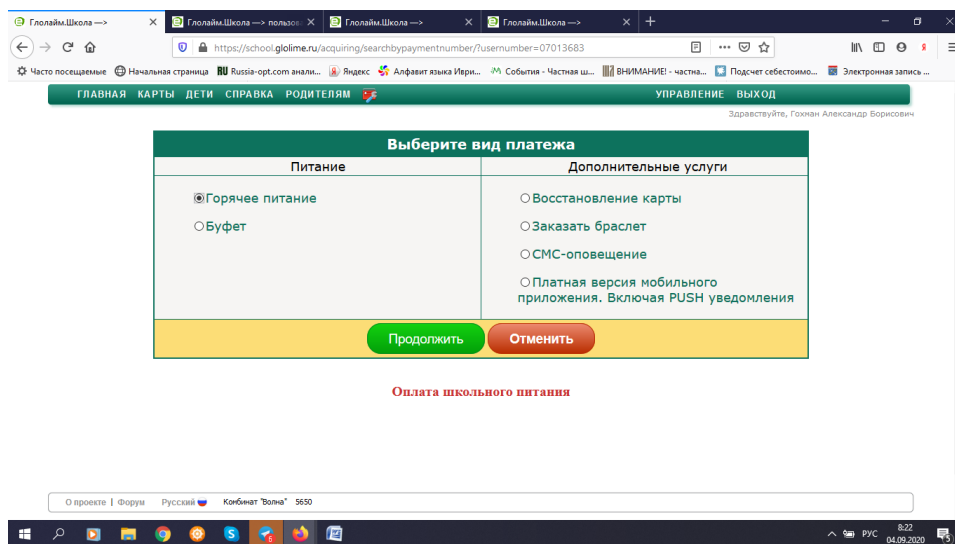 Глолайм.Школа —>
Глолайм.Школа —> пользов
Глолайм.Школа —>
Глолайм.Школа —>
https://school.glolime.ru/acquiring/searchbypaymentnumber/?usernumber=07013683
Часто посещаемые Начальная страница RU Russia-opt.com анали... Яндекс Алфавит языка Иври... События - Частная ш... ВНИМАНИЕ! - частна... Подсчет себестоимо... Электронная запись ...
ГЛАВНАЯ КАРТЫ ДЕТИ СПРАВКА РОДИТЕЛЯМ УПРАВЛЕНИЕ ВЫХОД
Здравствуйте, Гохман Александр Борисович
Выберите вид платежа
Питание
Дополнительные услуги
Горячее питание
Буфет
Восстановление карты
Заказать браслет
СМС-оповещение
Платная версия мобильного
приложения. Включая PUSH уведомления
Продолжить
Отменить
Оплата школьного питания
О проекте | Форум Русский Комбинат "Волна" 5650
РУС
8:22
04.09.2020